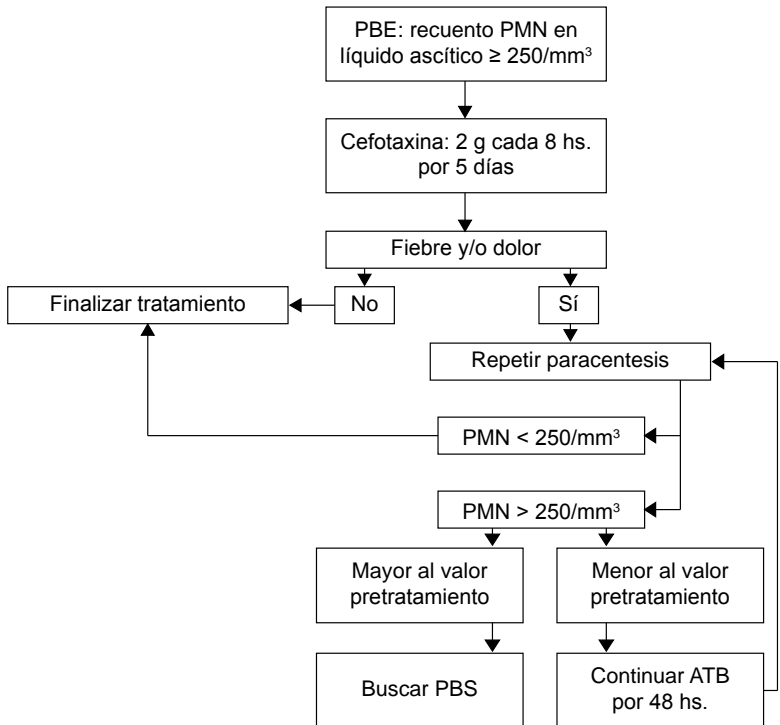 PBE: recuento PMN en
líquido ascítico ≥ 250/mm³
Cefotaxina: 2 g cada 8 hs.
por 5 días
Fiebre y/o dolor
Finalizar tratamiento
No
Sí
Repetir paracentesis
PMN < 250/mm³
PMN > 250/mm³
Mayor al valor
pretratamiento
Menor al valor
pretratamiento
Buscar PBS
Continuar ATB
por 48 hs.